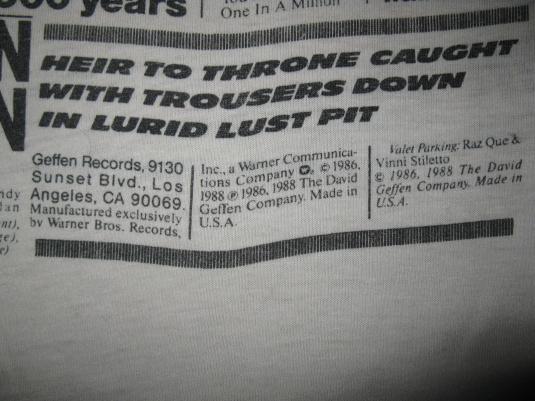 000 years
One In A Million
N
N
HEIR TO THRONE CAUGHT
WITH TROUSERS DOWN
IN LURID LUST PIT
Geffen Records, 9130
Sunset Blvd., Los
Angeles, CA 90069.
Manufactured exclusively
by Warner Bros. Records,
Inc., a Warner Communica-
tions Company. © 1986,
1988 ℗ 1986, 1988 The David
Geffen Company. Made in
U.S.A.
Valet Parking: Raz Que &
Vinni Stiletto
© 1986, 1988 The David
Geffen Company. Made in
U.S.A.
ndy